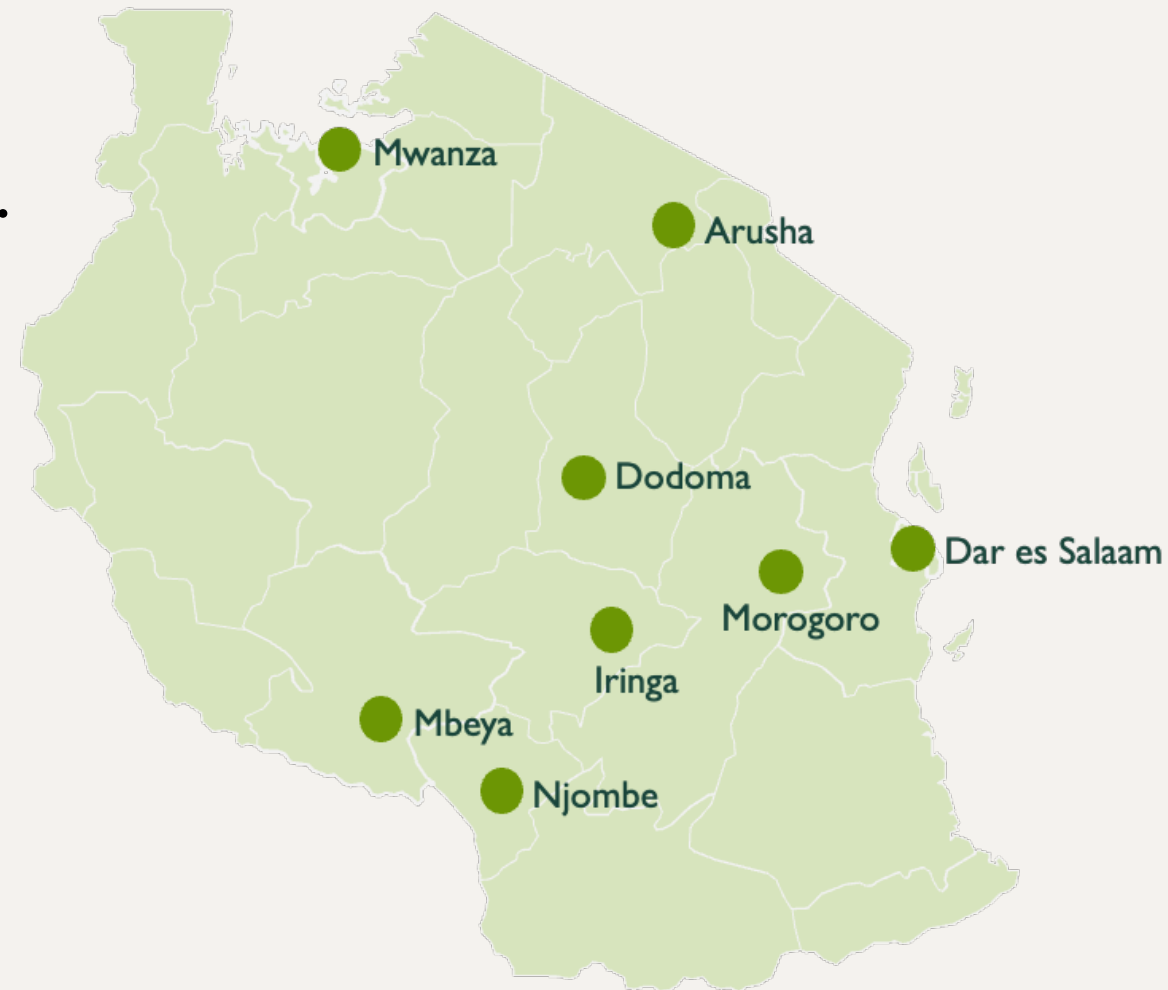 Mwanza
Arusha
Dodoma
Dar es Salaam
Morogoro
Iringa
Mbeya
Njombe